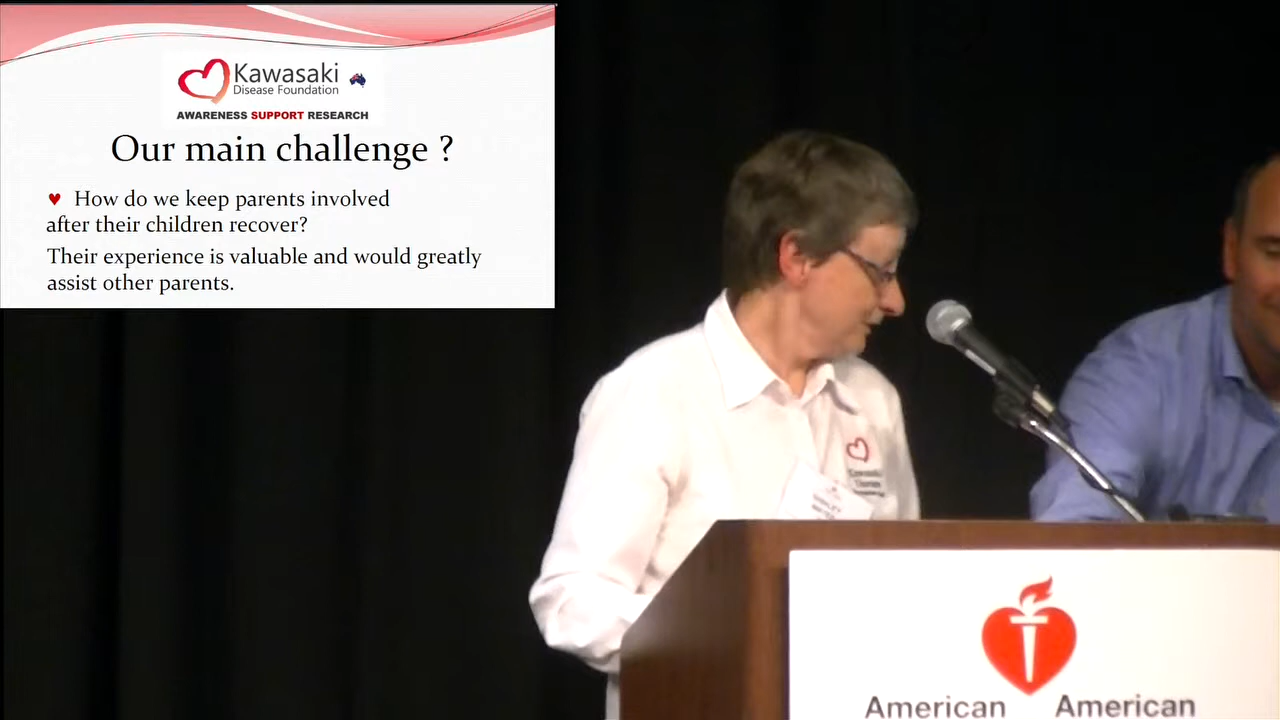 Kawasaki
Disease Foundation
AWARENESS SUPPORT RESEARCH
Our main challenge ?
How do we keep parents involved
after their children recover?
Their experience is valuable and would greatly
assist other parents.
American American